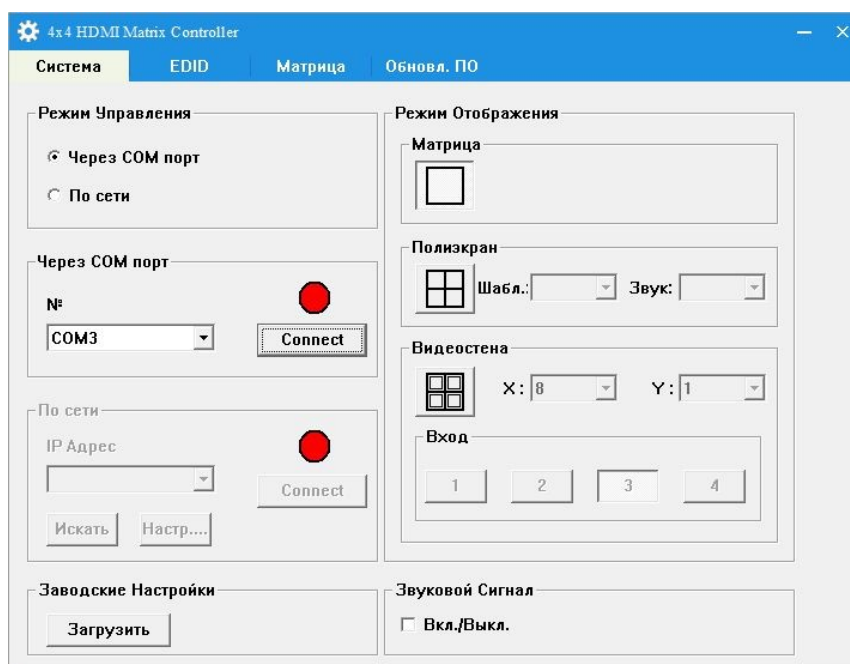 4x4 HDMI Matrix Controller
Система EDID Матрица Обновл. ПО
Режим Управления
Через COM порт
По сети
Через COM порт
№
COM3
Connect
По сети
IP Адрес
Connect
Искать Настр....
Заводские Настройки
Загрузить
Режим Отображения
Матрица
Полиэкран
Шабл.: Звук:
Видеостена
X: 8 Y: 1
Вход
1 2 3 4
Звуковой Сигнал
Вкл./Выкл.